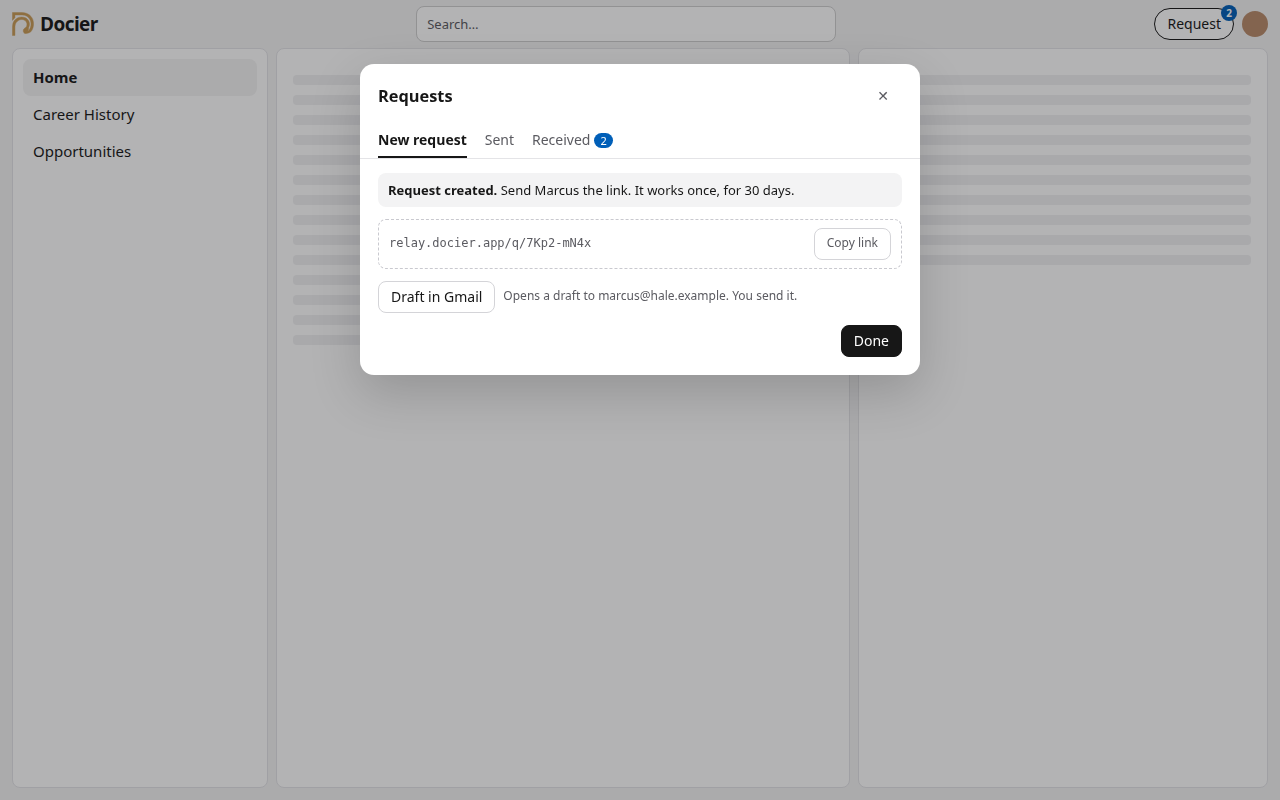 Docier
Search...
Request
2
Home
Career History
Opportunities
Requests
×
New request
Sent
Received 2
Request created. Send Marcus the link. It works once, for 30 days.
relay.docier.app/q/7Kp2-mN4x
Copy link
Draft in Gmail
Opens a draft to marcus@hale.example. You send it.
Done